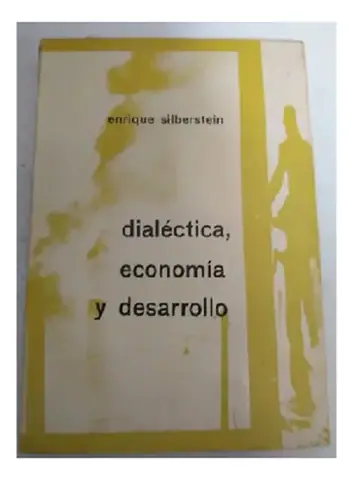 enrique silberstein
dialéctica,
economía
y desarrollo